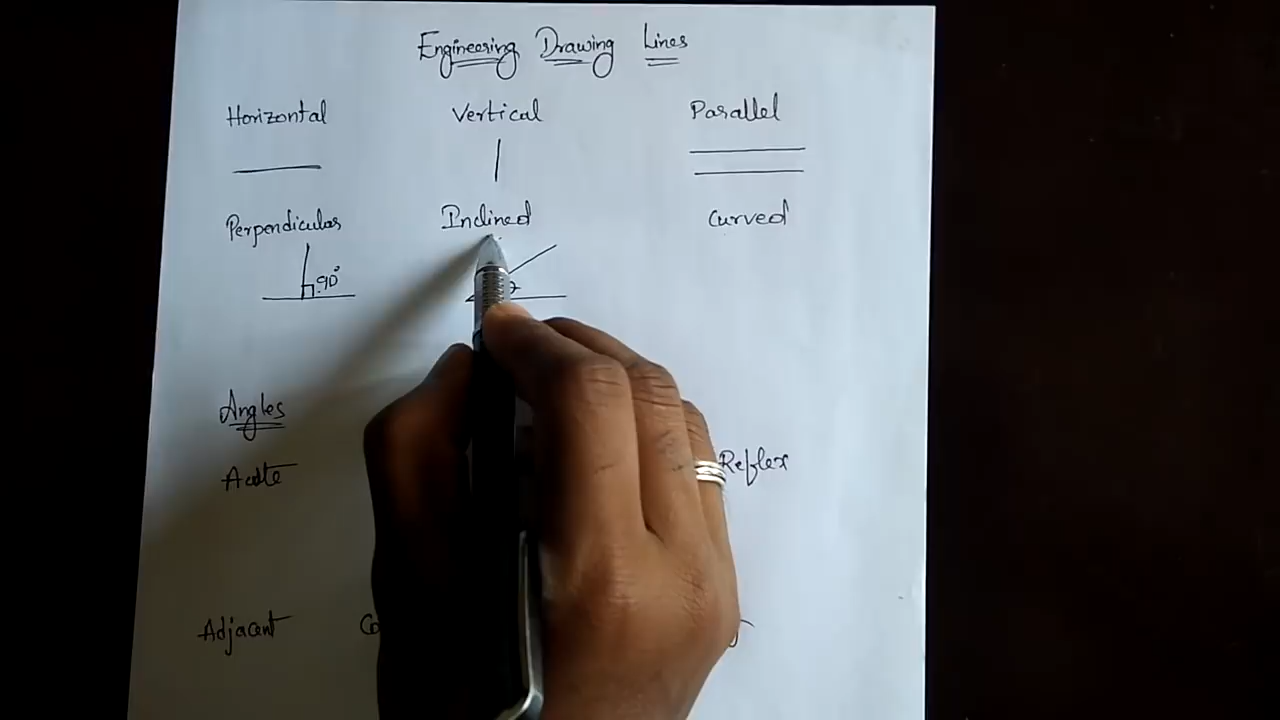 Engineering Drawing Lines
Horizontal Vertical Parallel
Perpendicular Inclined Curved
90°
Angles
Acute Reflex
Adjacent